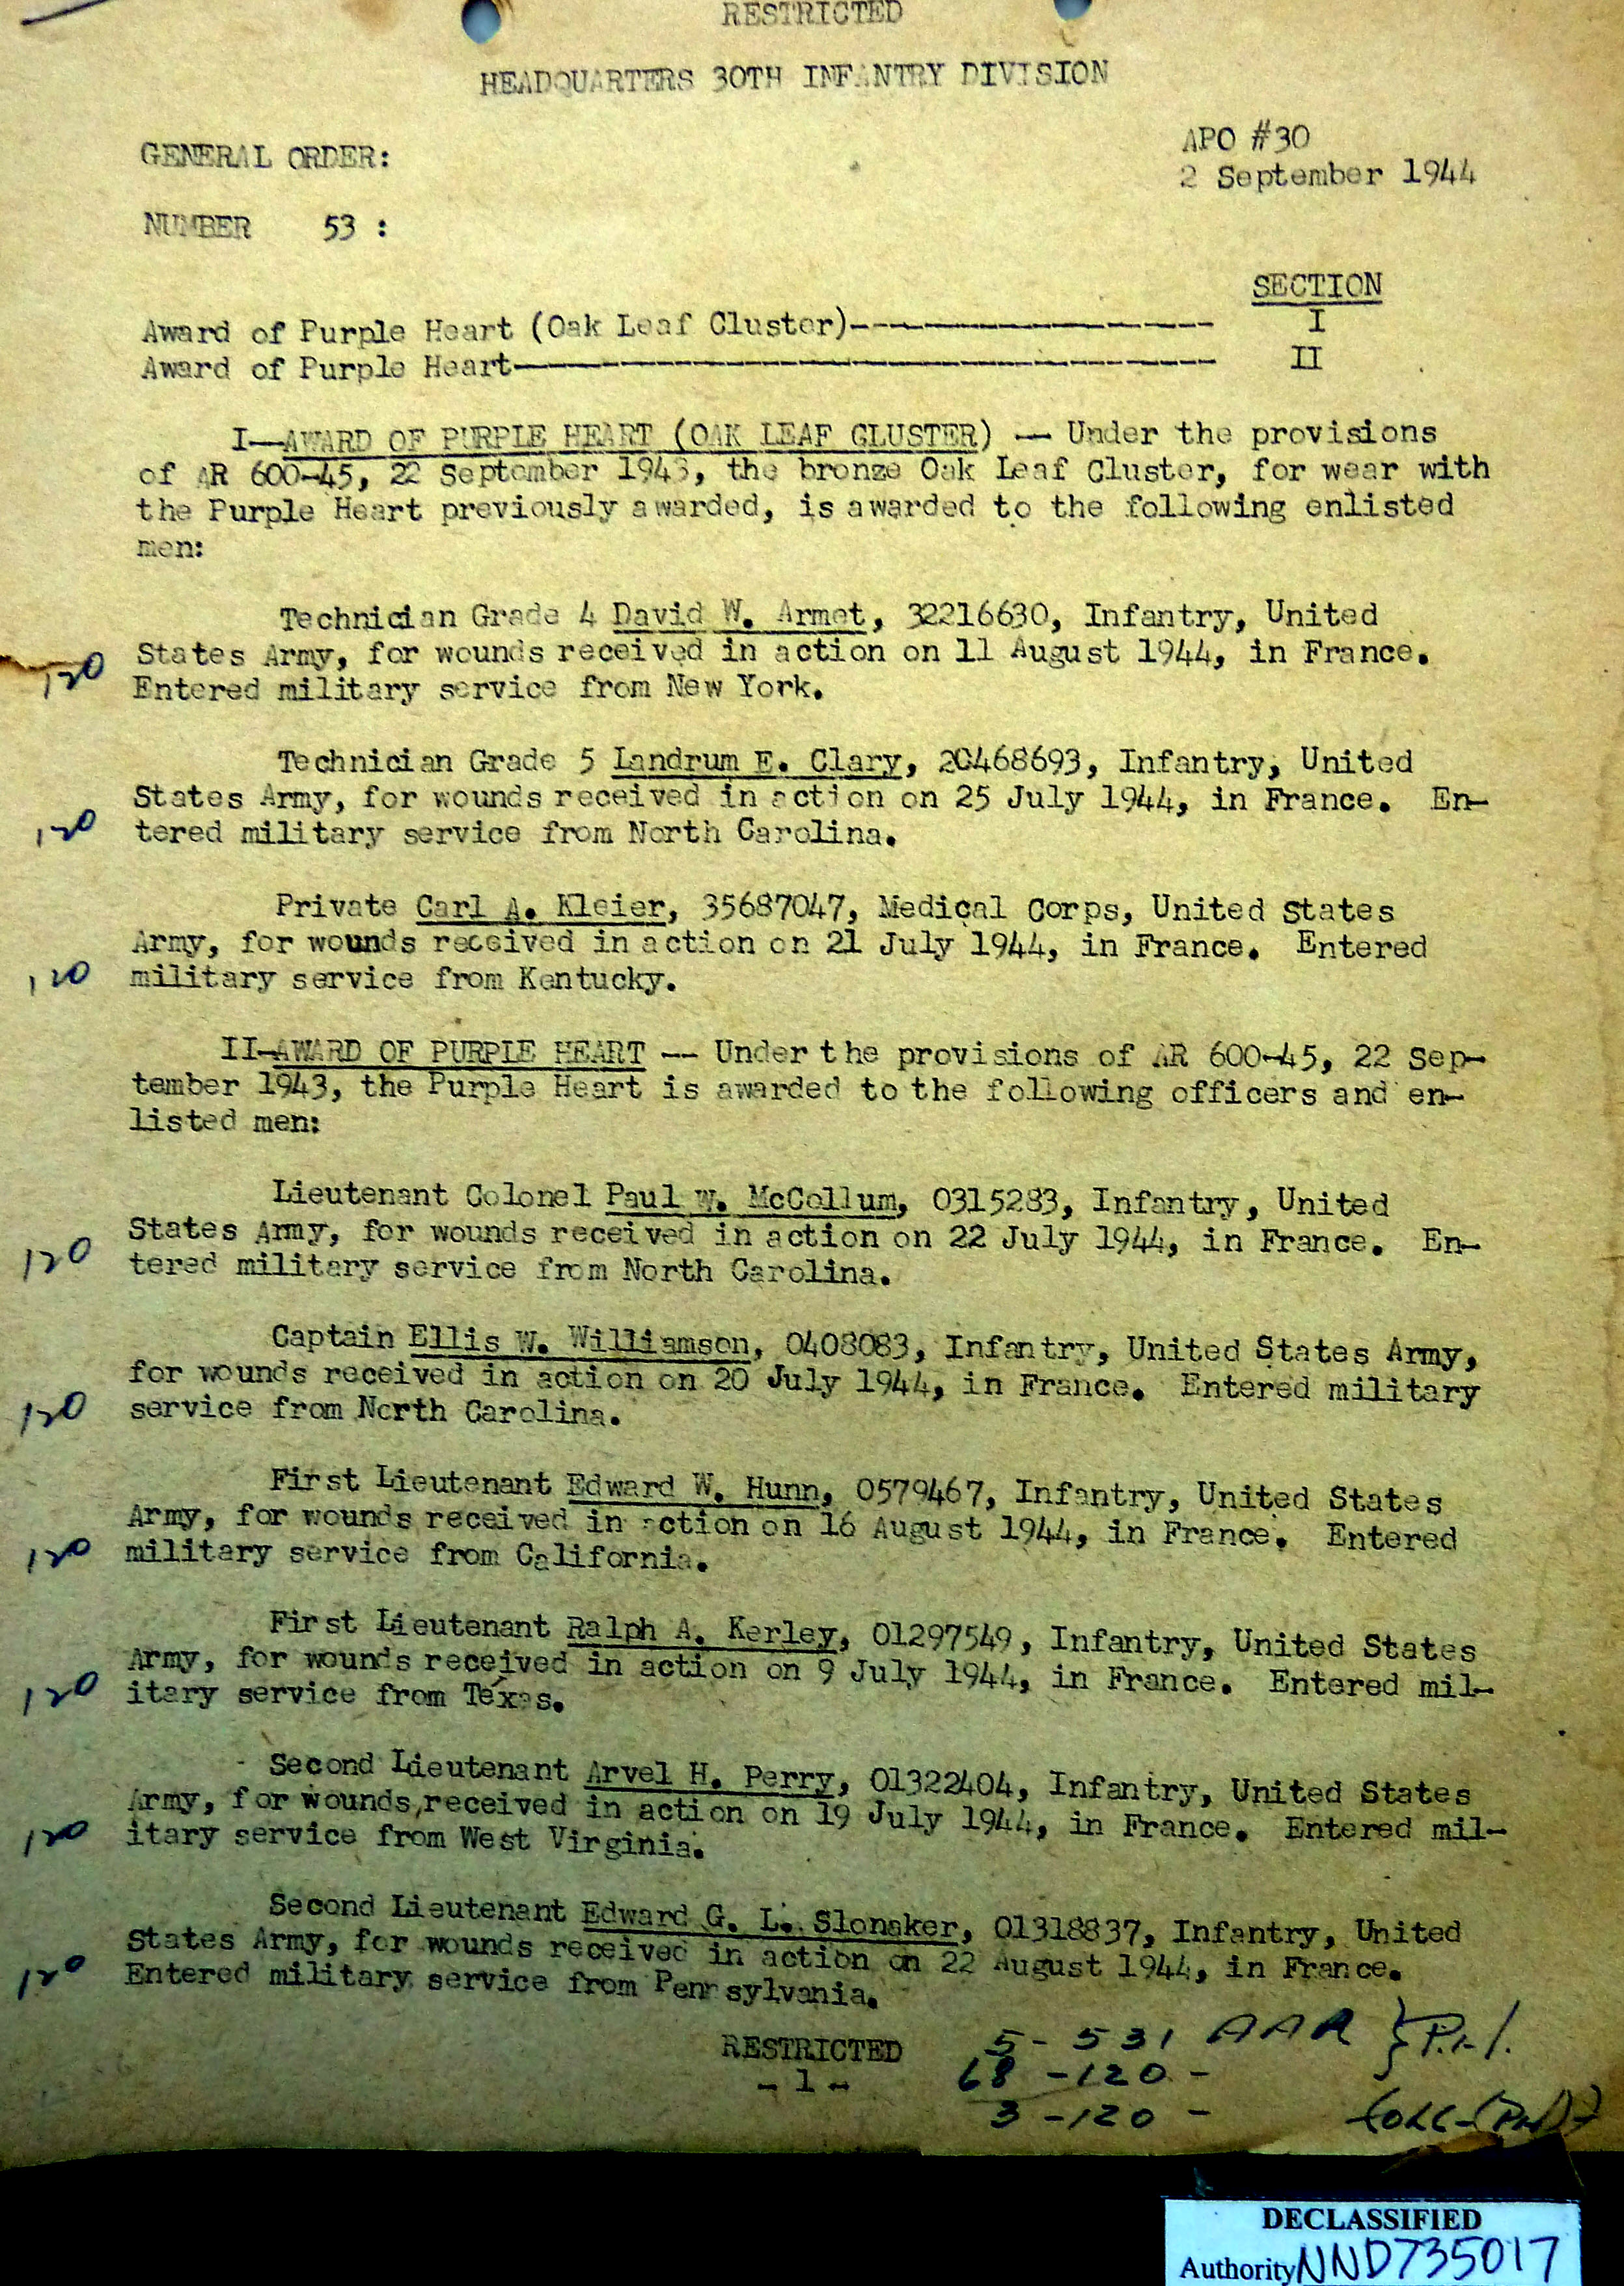 RESTRICTED
HEADQUARTERS 30TH INFANTRY DIVISION
APO #30
GENERAL ORDER:
2 September 1944
NUMBER 53 :
SECTION
Award of Purple Heart (Oak Leaf Cluster)------------------ I
Award of Purple Heart------------------------------------ II
I—AWARD OF PURPLE HEART (OAK LEAF CLUSTER) -- Under the provisions
of AR 600-45, 22 September 1943, the bronze Oak Leaf Cluster, for wear with
the Purple Heart previously awarded, is awarded to the following enlisted
men:
Technician Grade 4 David W. Armet, 32216630, Infantry, United
States Army, for wounds received in action on 11 August 1944, in France.
120 Entered military service from New York.
Technician Grade 5 Landrum E. Clary, 20468693, Infantry, United
States Army, for wounds received in action on 25 July 1944, in France. En-
120 tered military service from North Carolina.
Private Carl A. Kleier, 35687047, Medical Corps, United States
Army, for wounds received in action on 21 July 1944, in France. Entered
120 military service from Kentucky.
II—AWARD OF PURPLE HEART -- Under the provisions of AR 600-45, 22 Sep-
tember 1943, the Purple Heart is awarded to the following officers and en-
listed men:
Lieutenant Colonel Paul W. McCollum, 0315283, Infantry, United
States Army, for wounds received in action on 22 July 1944, in France. En-
120 tered military service from North Carolina.
Captain Ellis W. Williamson, 0408083, Infantry, United States Army,
for wounds received in action on 20 July 1944, in France. Entered military
120 service from North Carolina.
First Lieutenant Edward W. Hunn, 0579467, Infantry, United States
Army, for wounds received in action on 16 August 1944, in France. Entered
120 military service from California.
First Lieutenant Ralph A. Kerley, 01297549, Infantry, United States
Army, for wounds received in action on 9 July 1944, in France. Entered mil-
120 itary service from Texas.
Second Lieutenant Arvel H. Perry, 01322404, Infantry, United States
Army, for wounds received in action on 19 July 1944, in France. Entered mil-
120 itary service from West Virginia.
Second Lieutenant Edward G. L. Slonaker, 01318837, Infantry, United
States Army, for wounds received in action on 22 August 1944, in France.
120 Entered military service from Pennsylvania.
RESTRICTED
- 1 -
5 - 531 AAR
68 - 120 -
3 - 120 -
DECLASSIFIED
Authority NND735017